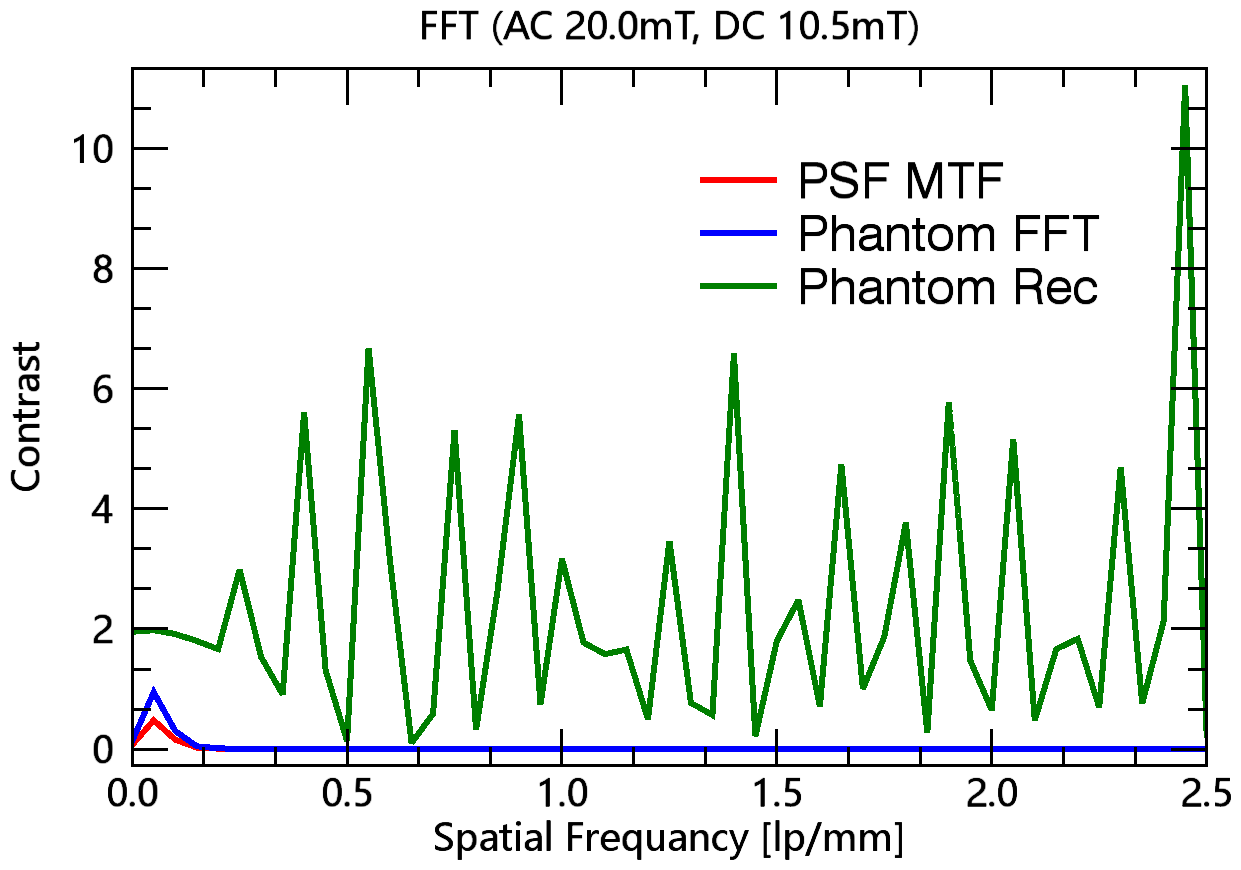 FFT (AC 20.0mT, DC 10.5mT)
PSF MTF
Phantom FFT
Phantom Rec
Contrast
10
8
6
4
2
0
0.0 0.5 1.0 1.5 2.0 2.5
Spatial Frequancy [lp/mm]